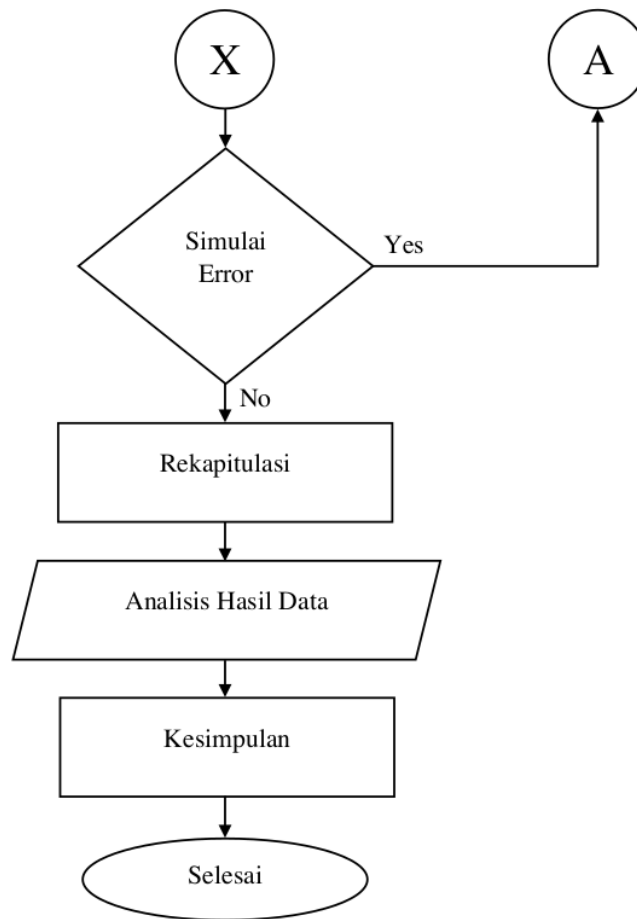 X
A
Simulai
Error
Yes
No
Rekapitulasi
Analisis Hasil Data
Kesimpulan
Selesai